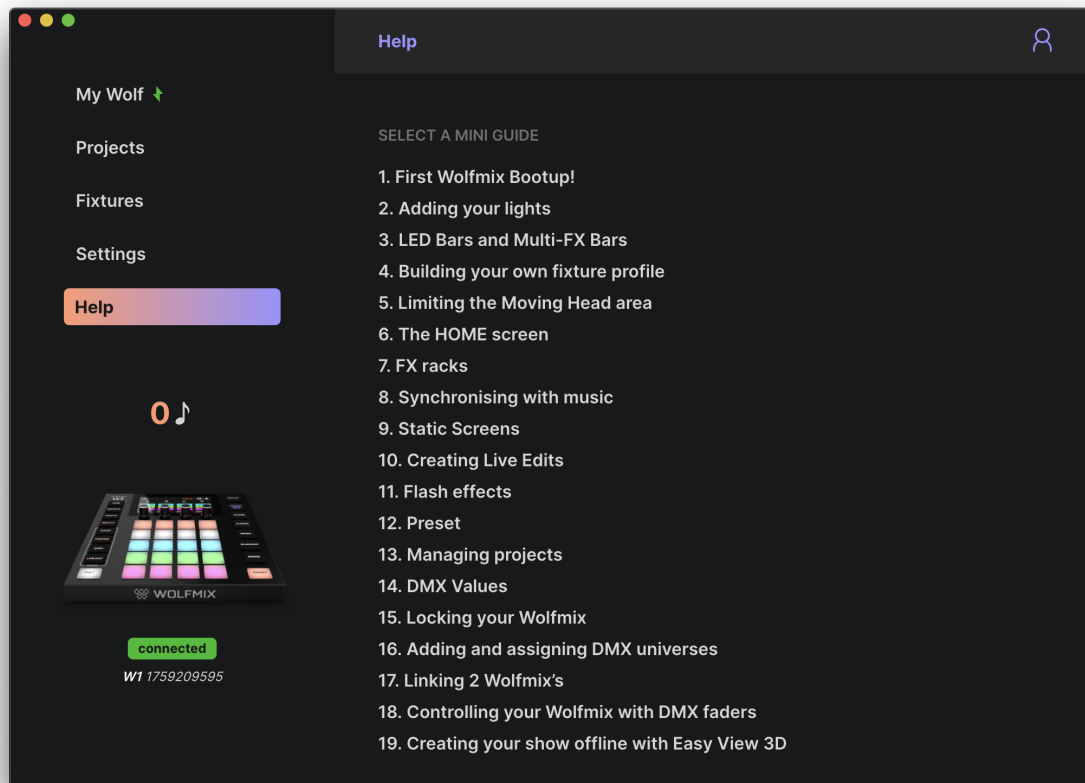 Help
My Wolf
Projects
Fixtures
Settings
Help
0
WOLFMIX
connected
W1 1759209595
SELECT A MINI GUIDE
1. First Wolfmix Bootup!
2. Adding your lights
3. LED Bars and Multi-FX Bars
4. Building your own fixture profile
5. Limiting the Moving Head area
6. The HOME screen
7. FX racks
8. Synchronising with music
9. Static Screens
10. Creating Live Edits
11. Flash effects
12. Preset
13. Managing projects
14. DMX Values
15. Locking your Wolfmix
16. Adding and assigning DMX universes
17. Linking 2 Wolfmix’s
18. Controlling your Wolfmix with DMX faders
19. Creating your show offline with Easy View 3D